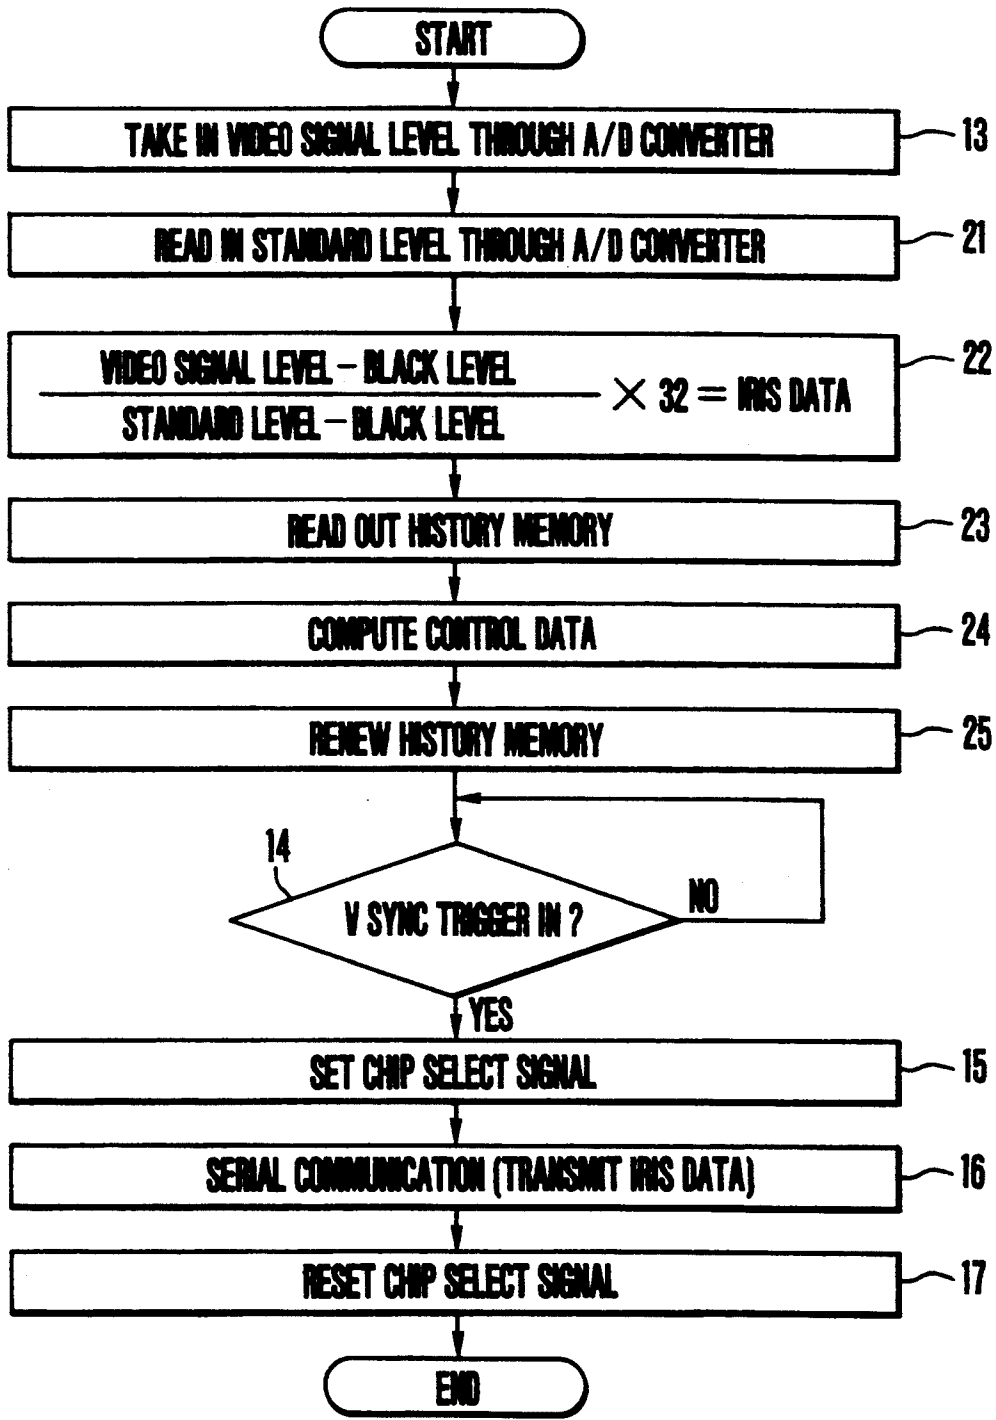 START
TAKE IN VIDEO SIGNAL LEVEL THROUGH A/D CONVERTER
13
READ IN STANDARD LEVEL THROUGH A/D CONVERTER
21
VIDEO SIGNAL LEVEL – BLACK LEVEL
STANDARD LEVEL – BLACK LEVEL
× 32 = IRIS DATA
22
READ OUT HISTORY MEMORY
23
COMPUTE CONTROL DATA
24
RENEW HISTORY MEMORY
25
14
V SYNC TRIGGER IN ?
NO
YES
SET CHIP SELECT SIGNAL
15
SERIAL COMMUNICATION (TRANSMIT IRIS DATA)
16
RESET CHIP SELECT SIGNAL
17
END